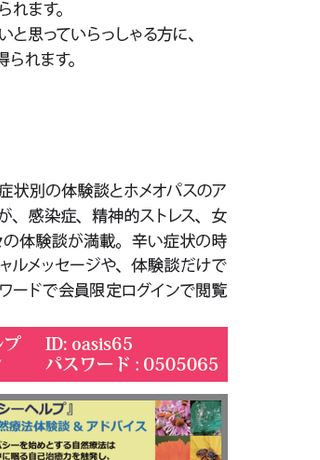 られます。
いと思っていらっしゃる方に、
得られます。
症状別の体験談とホメオパスのア
が、感染症、精神的ストレス、女
の体験談が満載。辛い症状の時
ャルメッセージや、体験談だけで
ワードで会員限定ログインで閲覧
ルプ ID: oasis65
パスワード : 0505065
シーヘルプ』
然療法体験談 & アドバイス
パシーを始めとする自然療法は
に眠る自己治癒力を触発し、